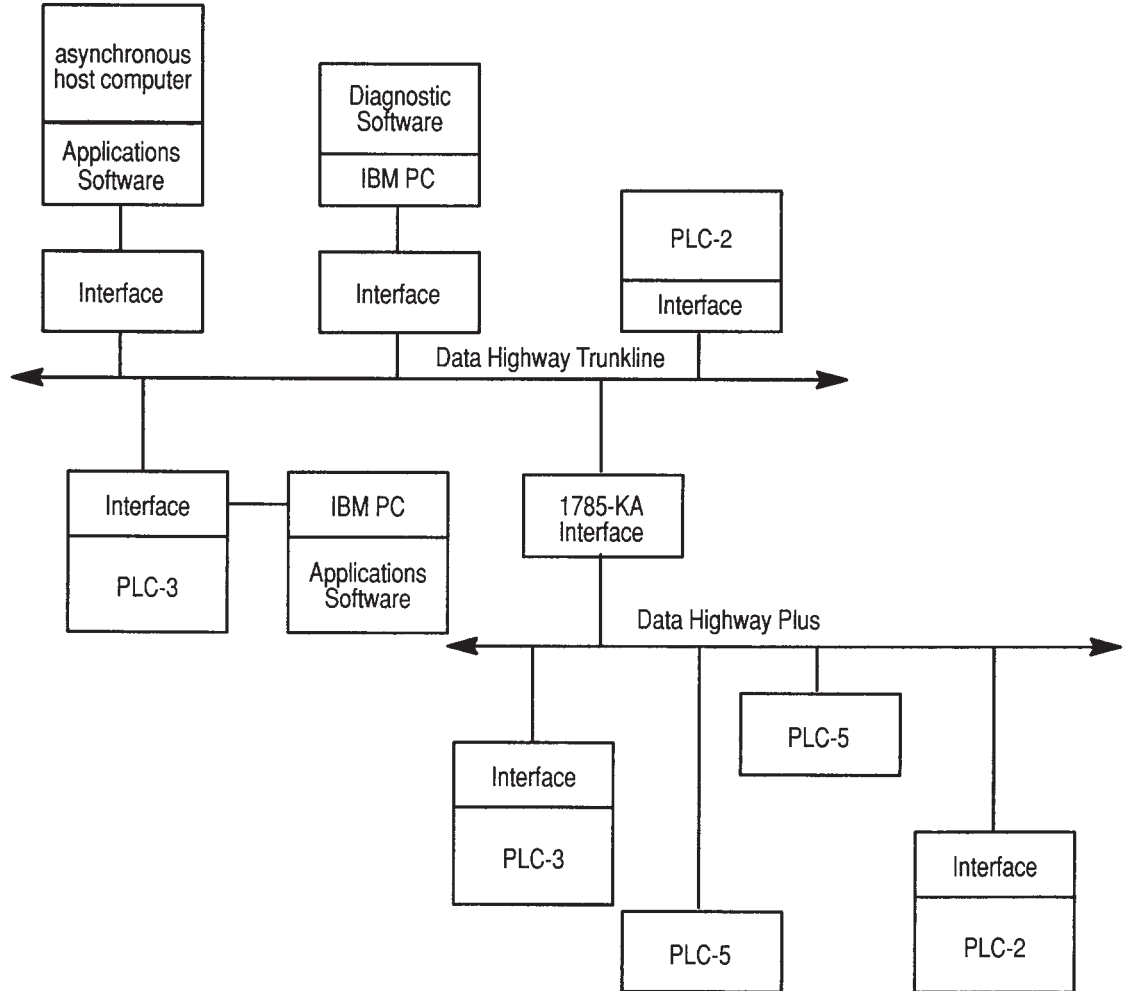 asynchronous
host computer
Applications
Software
Interface
Diagnostic
Software
IBM PC
Interface
PLC-2
Interface
Data Highway Trunkline
Interface
PLC-3
IBM PC
Applications
Software
1785-KA
Interface
Data Highway Plus
Interface
PLC-3
PLC-5
PLC-5
Interface
PLC-2